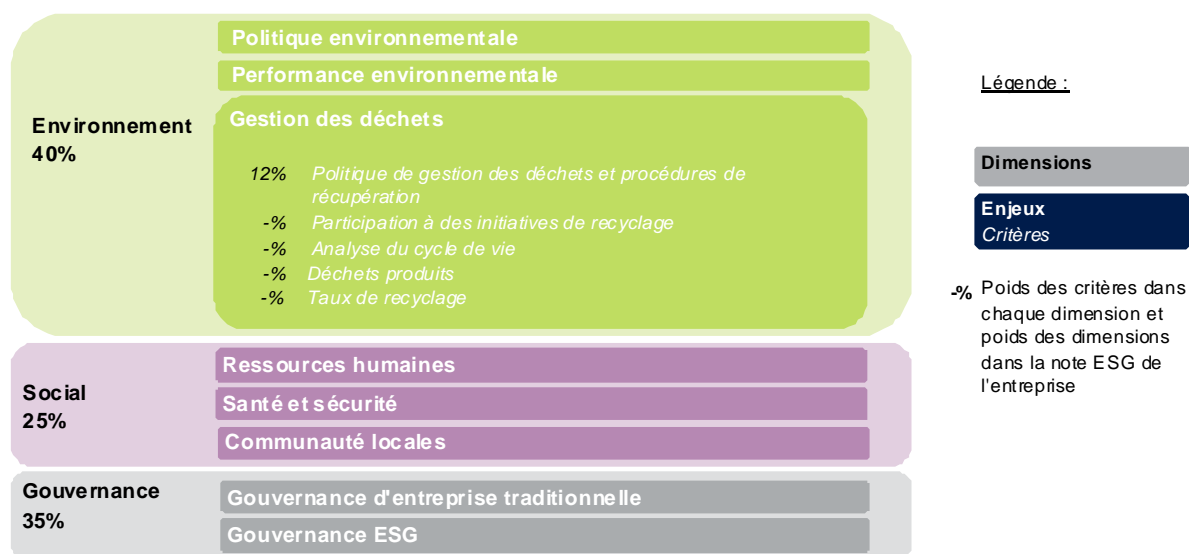 Politique environnementale
Performance environnementale
Environnement
40%
Gestion des déchets
12% Politique de gestion des déchets et procédures de
récupération
-% Participation à des initiatives de recyclage
-% Analyse du cycle de vie
-% Déchets produits
-% Taux de recyclage
Social
25%
Ressources humaines
Santé et sécurité
Communauté locales
Gouvernance
35%
Gouvernance d'entreprise traditionnelle
Gouvernance ESG
Légende :
Dimensions
Enjeux
Critères
-% Poids des critères dans
chaque dimension et
poids des dimensions
dans la note ESG de
l'entreprise